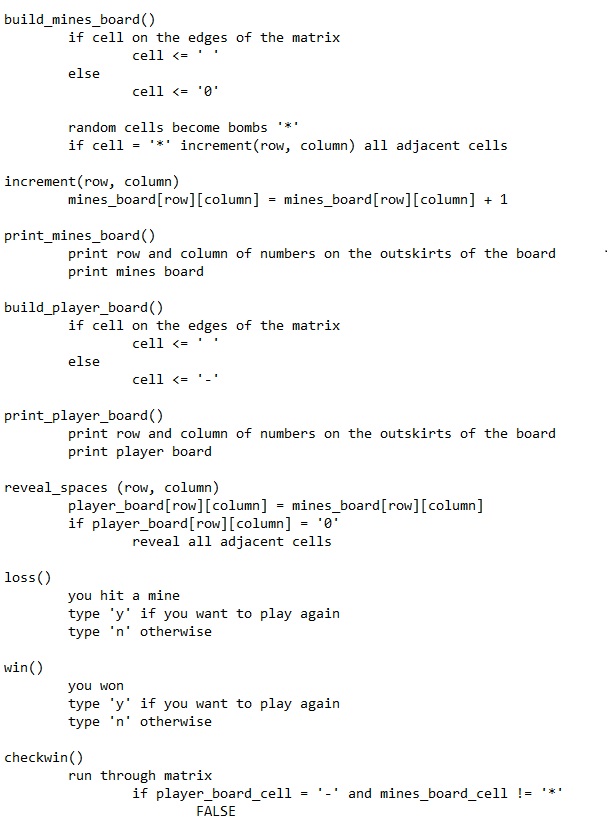 build_mines_board()
if cell on the edges of the matrix
cell <= ' '
else
cell <= '0'
random cells become bombs '*'
if cell = '*' increment(row, column) all adjacent cells
increment(row, column)
mines_board[row][column] = mines_board[row][column] + 1
print_mines_board()
print row and column of numbers on the outskirts of the board
print mines board
build_player_board()
if cell on the edges of the matrix
cell <= ' '
else
cell <= '-'
print_player_board()
print row and column of numbers on the outskirts of the board
print player board
reveal_spaces (row, column)
player_board[row][column] = mines_board[row][column]
if player_board[row][column] = '0'
reveal all adjacent cells
loss()
you hit a mine
type 'y' if you want to play again
type 'n' otherwise
win()
you won
type 'y' if you want to play again
type 'n' otherwise
checkwin()
run through matrix
if player_board_cell = '-' and mines_board_cell != '*'
FALSE